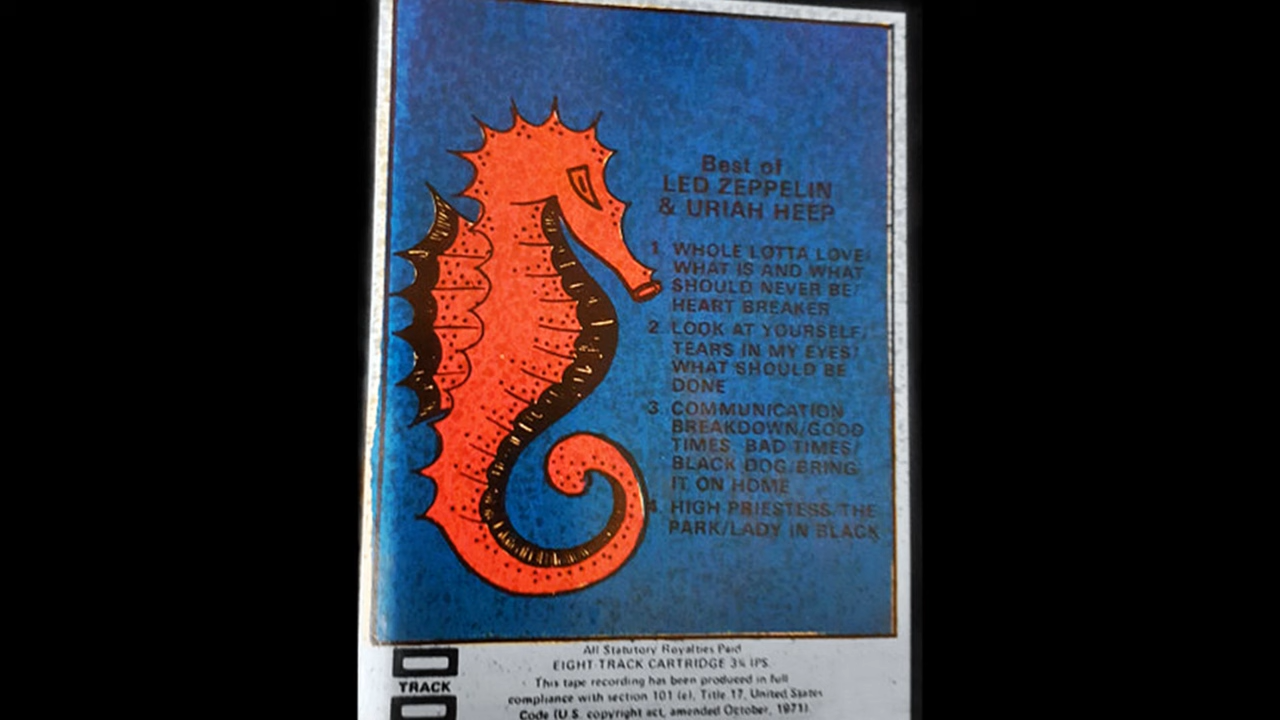 Best of
LED ZEPPELIN
& URIAH HEEP
1. WHOLE LOTTA LOVE/
WHAT IS AND WHAT
SHOULD NEVER BE/
HEART BREAKER
2. LOOK AT YOURSELF/
TEARS IN MY EYES/
WHAT SHOULD BE
DONE
3. COMMUNICATION
BREAKDOWN/GOOD
TIMES BAD TIMES/
BLACK DOG/BRING
IT ON HOME
4. HIGH PRIESTESS/THE
PARK/LADY IN BLACK
All Statutory Royalties Paid
EIGHT TRACK CARTRIDGE 3¾ IPS
This tape recording has been produced in full
compliance with section 101 (e), Title 17, United States
Code (U.S. copyright act, amended October, 1971).
TRACK